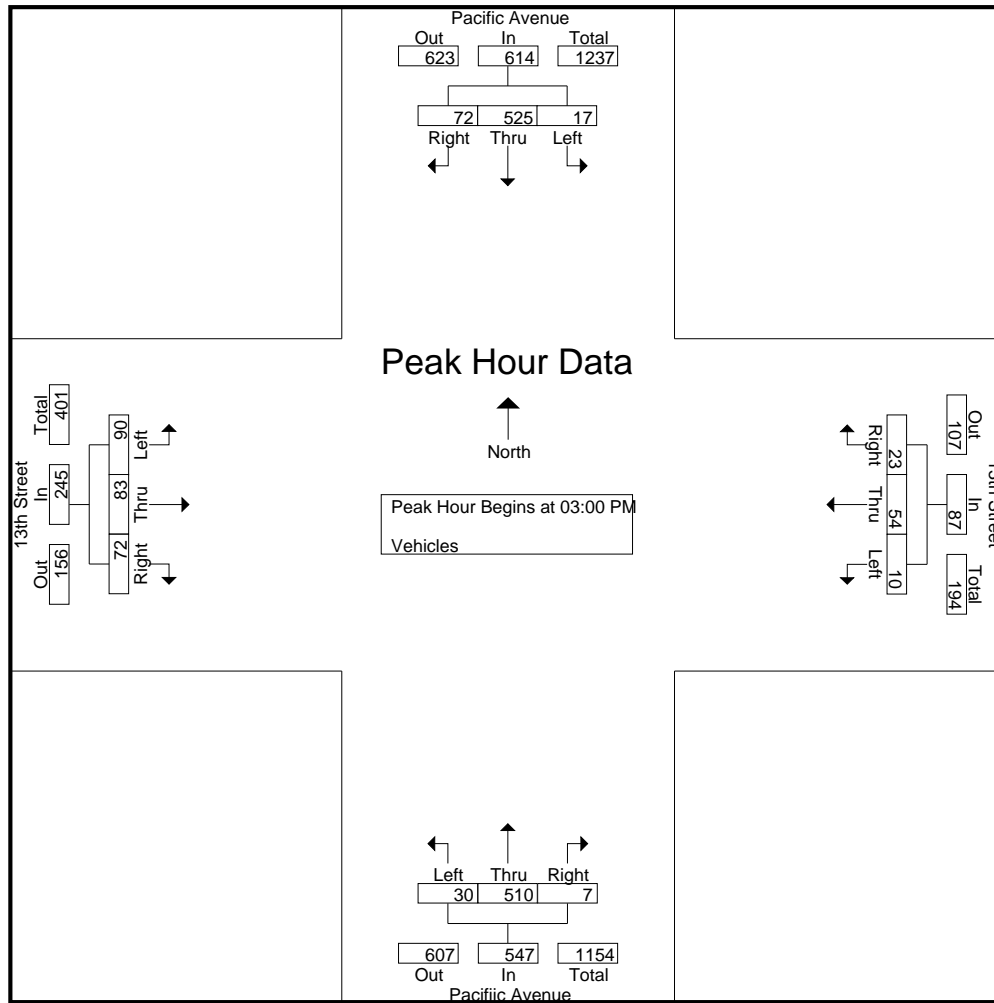 Pacific Avenue
Out In Total
623 614 1237
72 525 17
Right Thru Left
Peak Hour Data
North
Peak Hour Begins at 03:00 PM
Vehicles
13th Street
Total In Out
401 245 156
90 83 72
Left Thru Right
Right Thru Left
23 54 10
Out In Total
107 87 194
Street
Left Thru Right
30 510 7
607 547 1154
Out In Total
Pacifiic Avenue